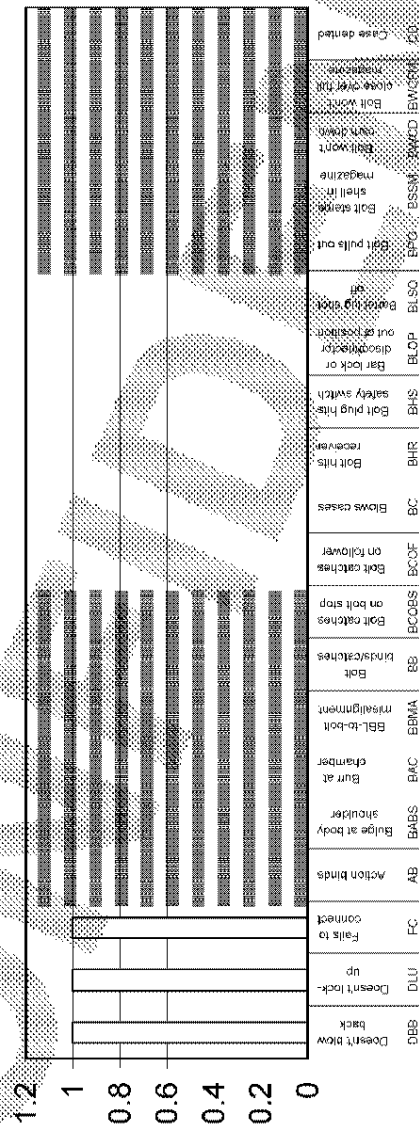 1.2
1
0.8
0.6
0.4
0.2
0
Doesn't blow
back
DBB
Doesn't lock-
up
DLU
Fails to
connect
FC
Action binds
AB
Bulge at body
shoulder
BABS
Burr at
chamber
BAC
BBL-to-bolt
misalignment
BBMA
Bolt
binds/catches
BB
Bolt catches
on bolt stop
BCOBS
Bolt catches
on follower
BCOF
Blows cases
BC
Bolt hits
receiver
BHR
Bolt plug hits
safety switch
BHS
Bar lock or
disconnector
out of position
BLOP
Barrel lug shot
off
BLSO
Bolt pulls out
BPO
Bolt stems
shell in
magazine
BSSM
Bolt won't
cam down
BWCD
Bolt won't
close over full
magazine
Case dented
CD